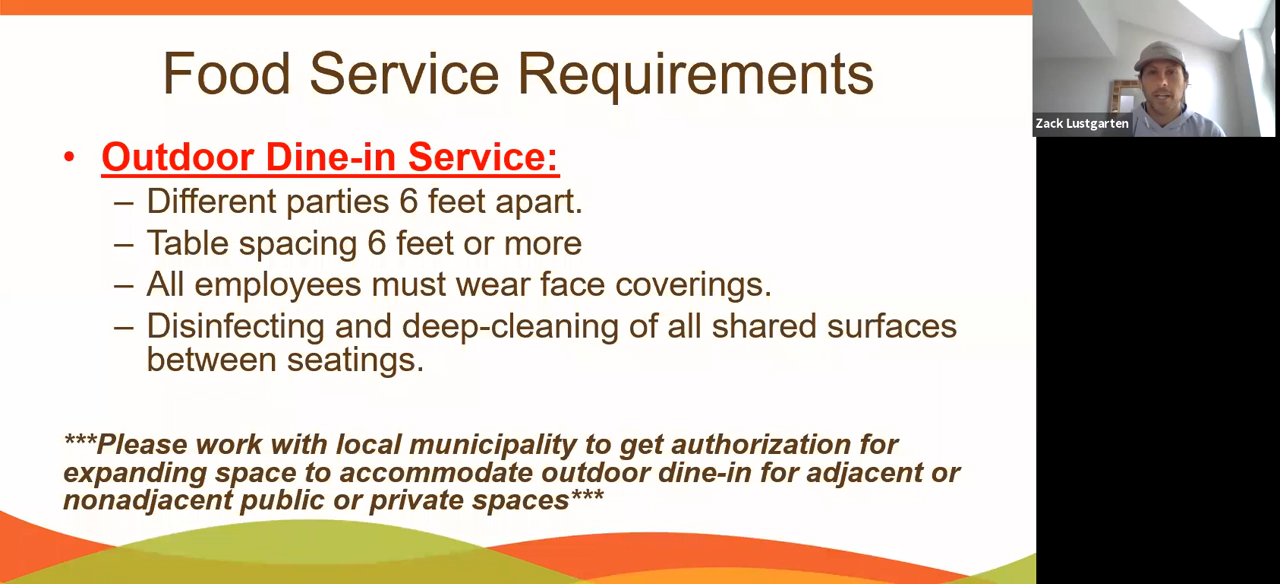 Food Service Requirements
• Outdoor Dine-in Service:
– Different parties 6 feet apart.
– Table spacing 6 feet or more
– All employees must wear face coverings.
– Disinfecting and deep-cleaning of all shared surfaces
between seatings.
***Please work with local municipality to get authorization for
expanding space to accommodate outdoor dine-in for adjacent or
nonadjacent public or private spaces***
Zack Lustgarten